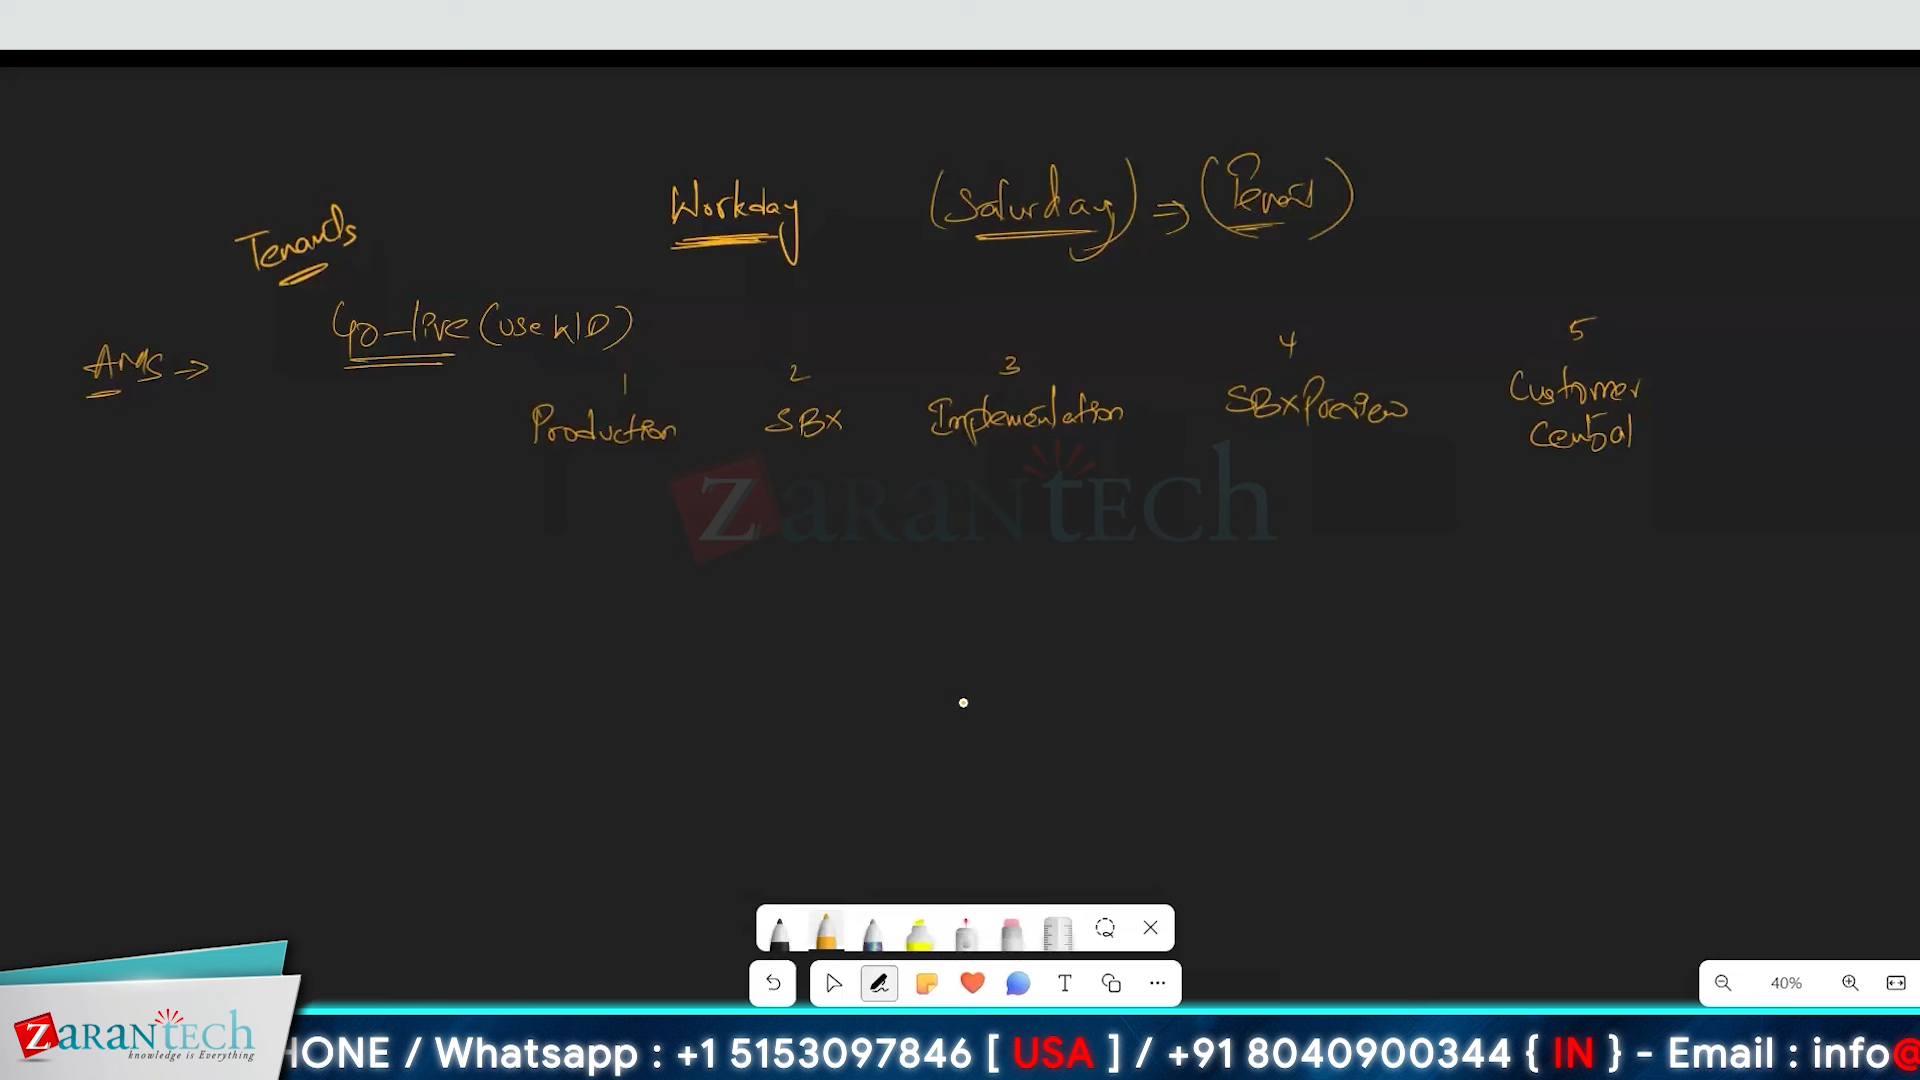 Workday (Saturday) ⇒ (Tenant)
Tenants
Go-live (Use KID)
AMS →
1 2 3 4 5
Production SBX Implementation SBX Preview Customer
Central
ZARANTECH
40%
ZARANTECH
knowledge is Everything
HONE / Whatsapp : +1 5153097846 [ USA ] / +91 8040900344 { IN } - Email : info@